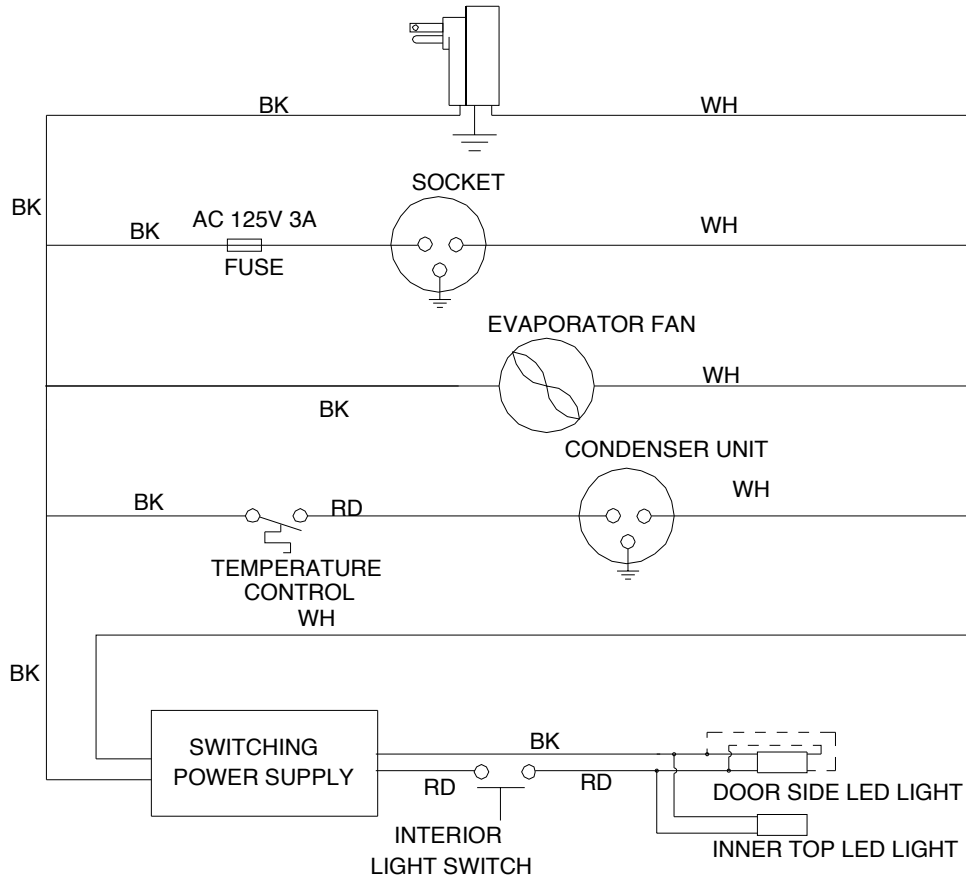 BK
WH
SOCKET
BK
AC 125V 3A
WH
BK
FUSE
EVAPORATOR FAN
WH
BK
CONDENSER UNIT
WH
BK
RD
TEMPERATURE
CONTROL
WH
BK
SWITCHING
POWER SUPPLY
BK
RD
RD
DOOR SIDE LED LIGHT
INTERIOR
LIGHT SWITCH
INNER TOP LED LIGHT